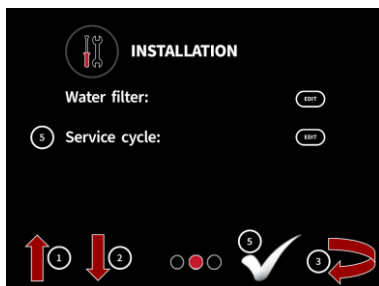 INSTALLATION
Water filter: EDIT
5 Service cycle: EDIT
5
1 2 3